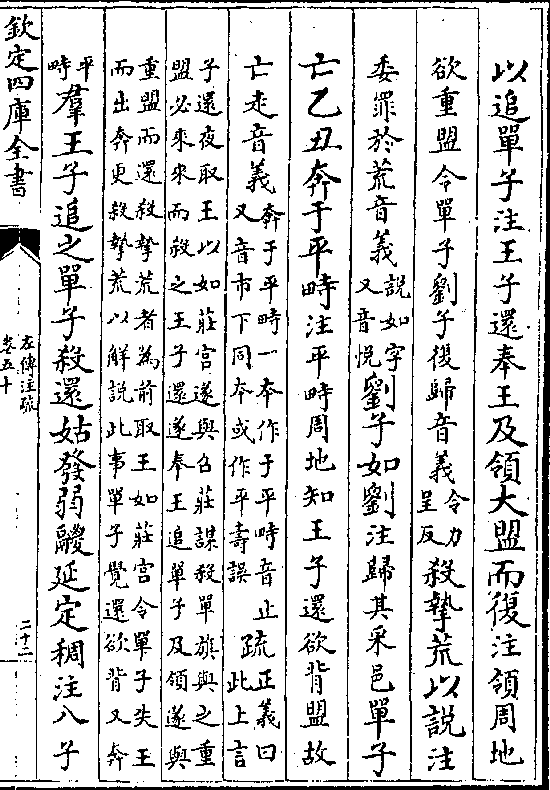 以追單子注王子還奉王及領大盟而復注領周地
欲重盟令單子劉子復歸音義令力呈反殺摯荒以說注
委罪於荒音義說如字又音悅劉子如劉注歸其采邑單子
亡乙丑奔于平畤注平畤周地知王子還欲背盟故
亡走音義奔于平畤一本作于平畤音止又音市下同本或作平壽誤疏正義曰此上言
子還夜取王以如莊宮遂與召莊謀殺單旗與之重
盟必來來而殺之王子還遂奉王追單子及領遂與
重盟而還殺摯荒者為前取王如莊宮令單子失王
而出奔更殺摯荒以解說此事單子覺還欲背又奔
平畤羣王子追之單子殺還姑發弱鬷延定稠注八子
欽定四庫全書
左傳注疏
卷五十
二十二